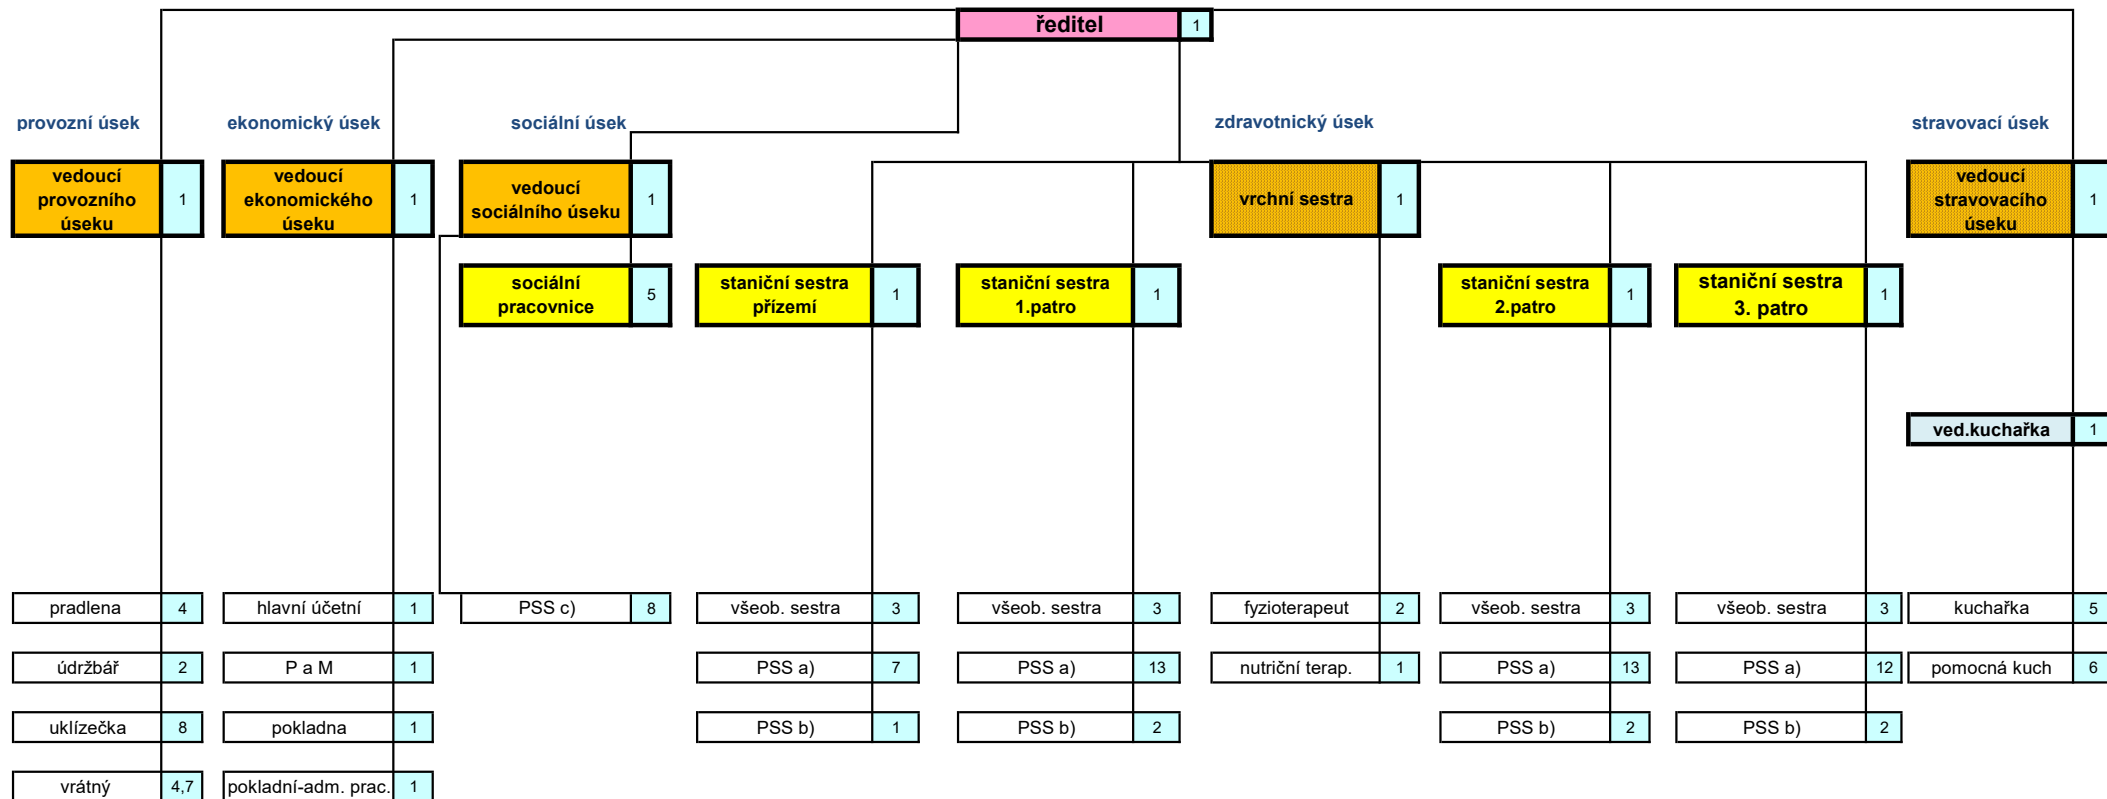 ředitel 1
provozní úsek ekonomický úsek sociální úsek zdravotnický úsek stravovací úsek
vedoucí
provozního
úseku
1
vedoucí
ekonomického
úseku
1
vedoucí
sociálního úseku
1
vrchní sestra 1
vedoucí
stravovacího
úseku
1
sociální
pracovnice
5
staniční sestra
přízemí
1
staniční sestra
1.patro
1
staniční sestra
2.patro
1
staniční sestra
3. patro
1
ved.kuchařka 1
pradlena 4 hlavní účetní 1 PSS c) 8 všeob. sestra 3 všeob. sestra 3 fyzioterapeut 2 všeob. sestra 3 všeob. sestra 3 kuchařka 5
údržbář 2 P a M 1 PSS a) 7 PSS a) 13 nutriční terap. 1 PSS a) 13 PSS a) 12 pomocná kuch 6
uklízečka 8 pokladna 1 PSS b) 1 PSS b) 2 PSS b) 2 PSS b) 2
vrátný 4,7 pokladní-adm. prac. 1